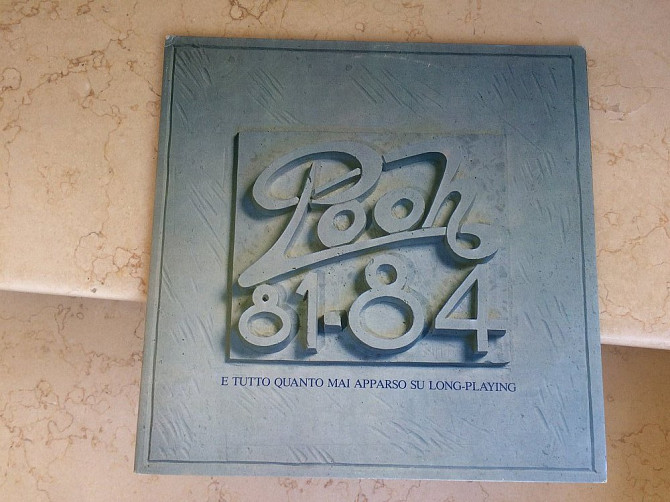 Pooh
81-84
E TUTTO QUANTO MAI APPARSO SU LONG-PLAYING